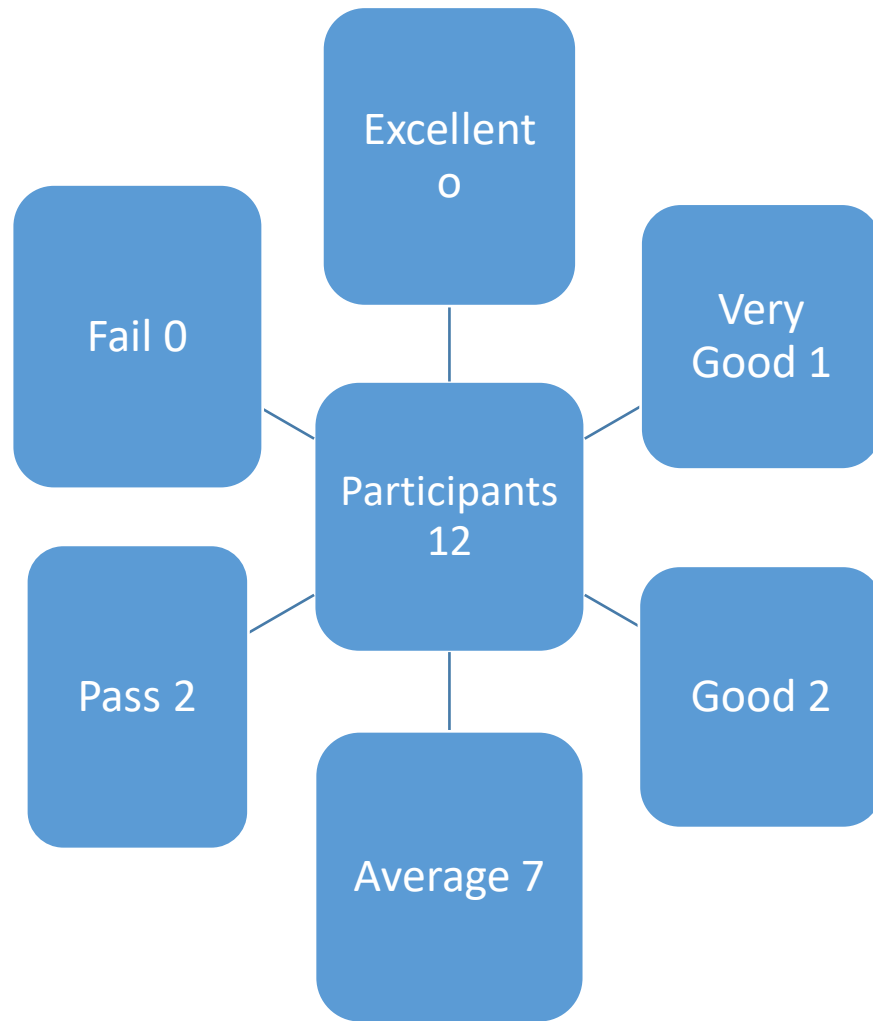 Excellent
o
Very
Good 1
Fail 0
Participants
12
Pass 2
Good 2
Average 7